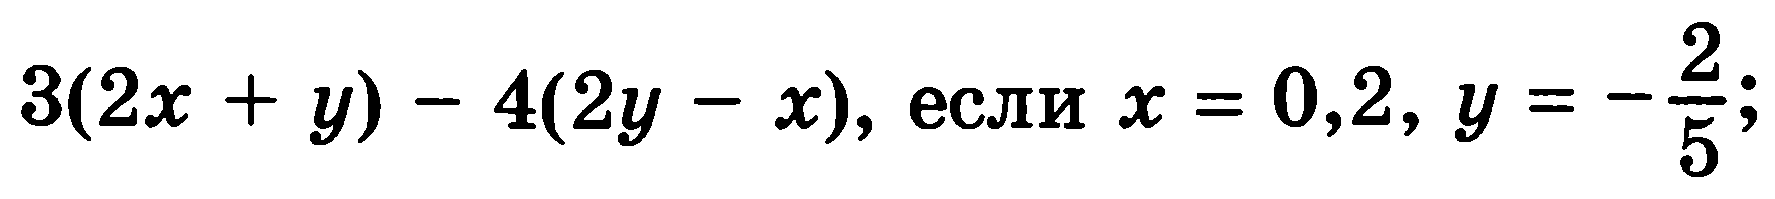 3(2x + y) − 4(2y − x), если x = 0,2, y = −2/5;